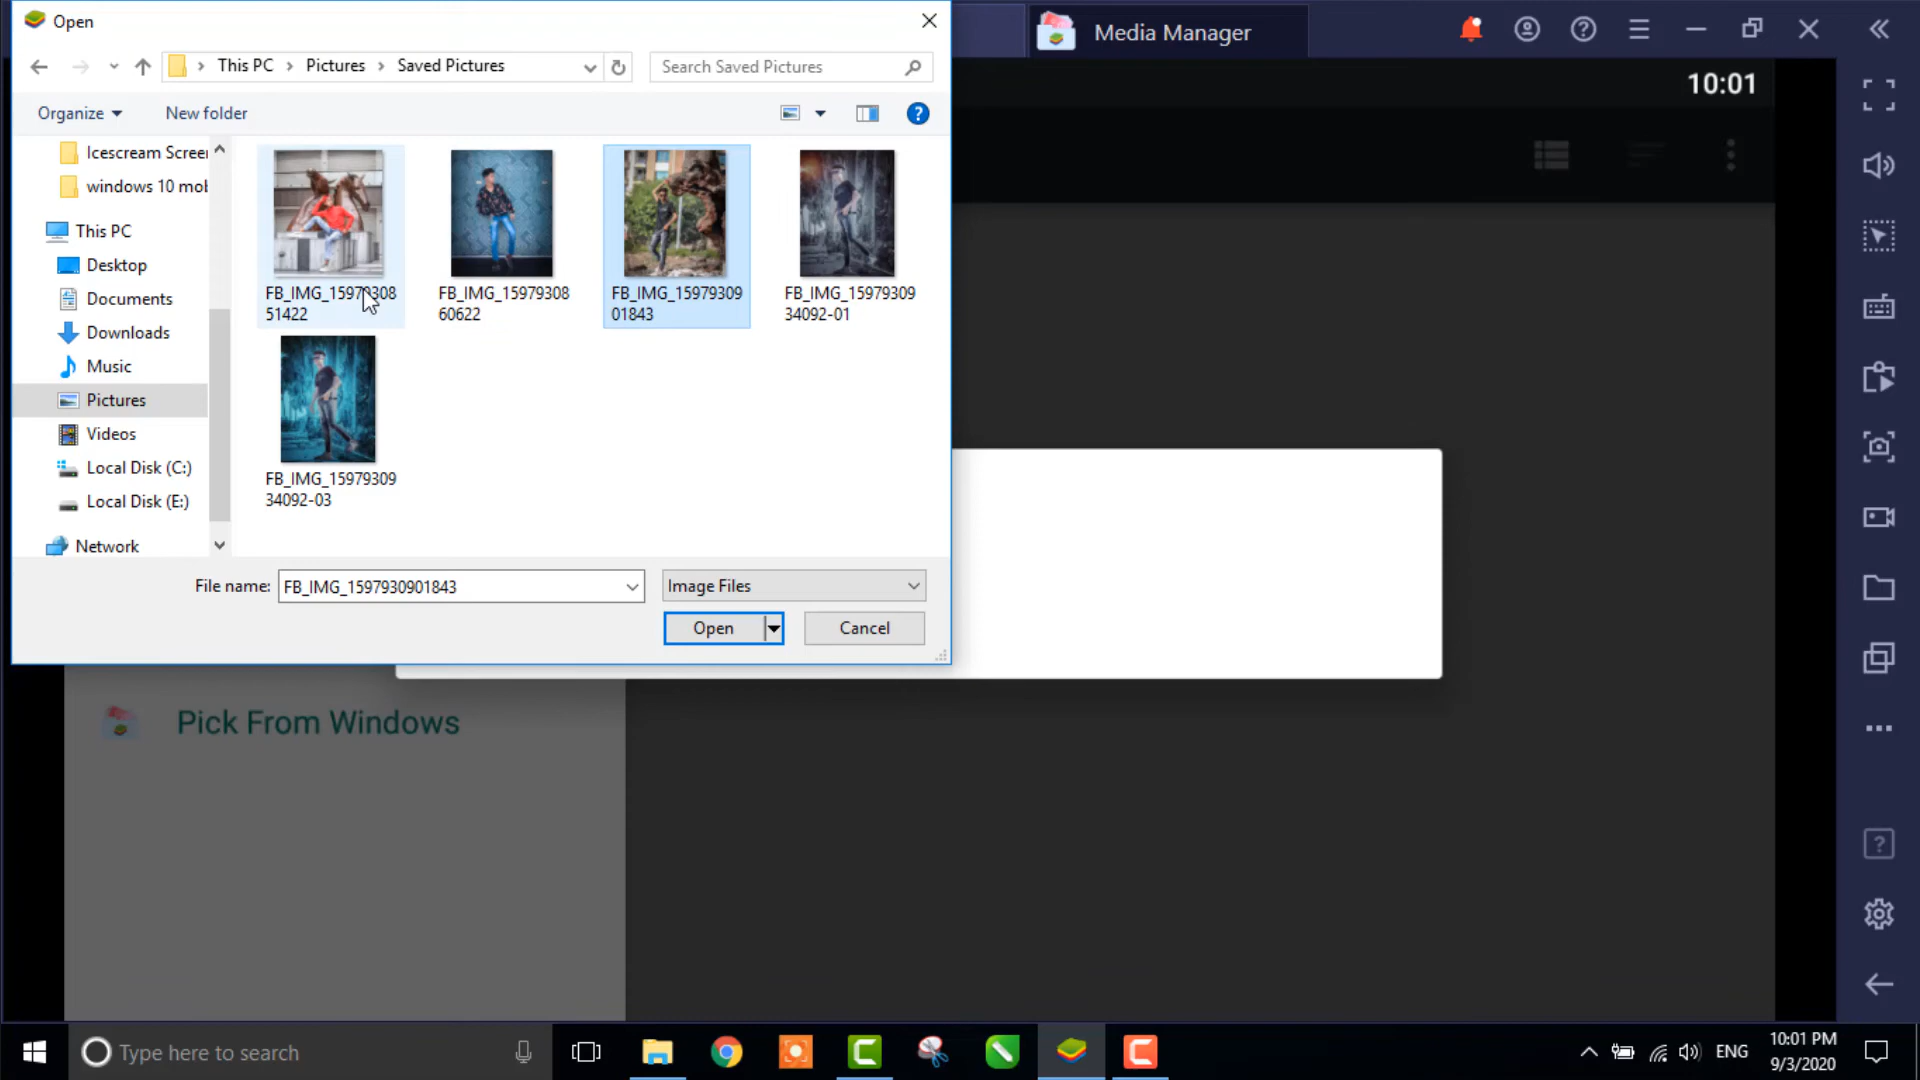 Open
Media Manager
This PC
Pictures
Saved Pictures
Search Saved Pictures
10:01
Organize
New folder
Icescream Screen
windows 10 mob
This PC
Desktop
Documents
Downloads
Music
Pictures
Videos
Local Disk (C:)
Local Disk (E:)
Network
FB_IMG_15979308
51422
FB_IMG_15979308
60622
FB_IMG_15979309
01843
FB_IMG_15979309
34092-01
FB_IMG_15979309
34092-03
File name:
FB_IMG_1597930901843
Image Files
Open
Cancel
Pick From Windows
Type here to search
ENG
10:01 PM
9/3/2020